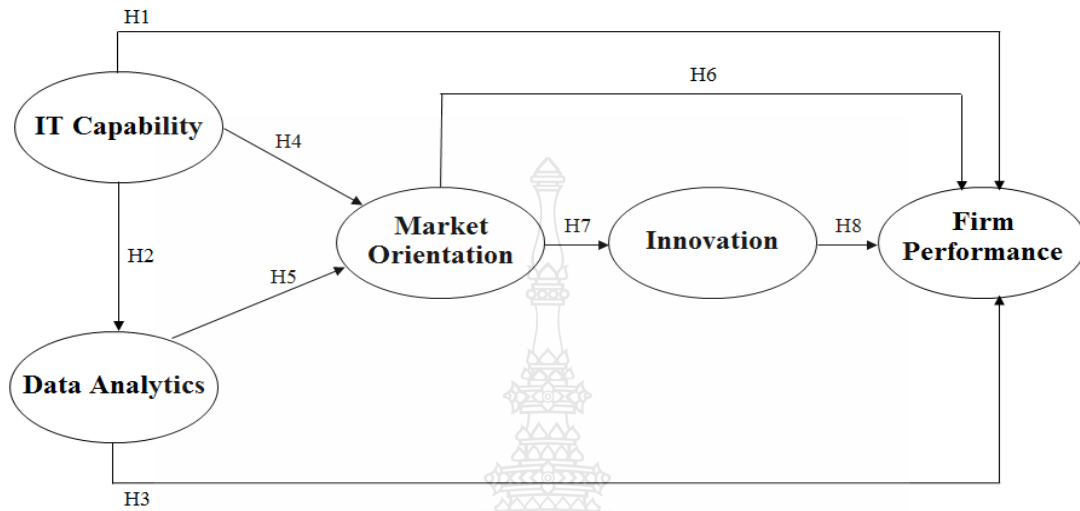 H1
H6
IT Capability
H4
Market
Orientation
H7
Innovation
H8
Firm
Performance
H2
H5
Data Analytics
H3